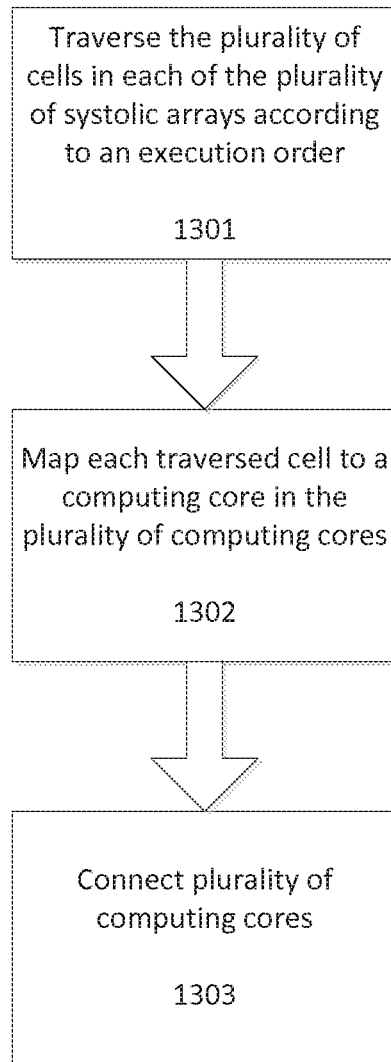 Traverse the plurality of
cells in each of the plurality
of systolic arrays according
to an execution order
1301
Map each traversed cell to a
computing core in the
plurality of computing cores
1302
Connect plurality of
computing cores
1303